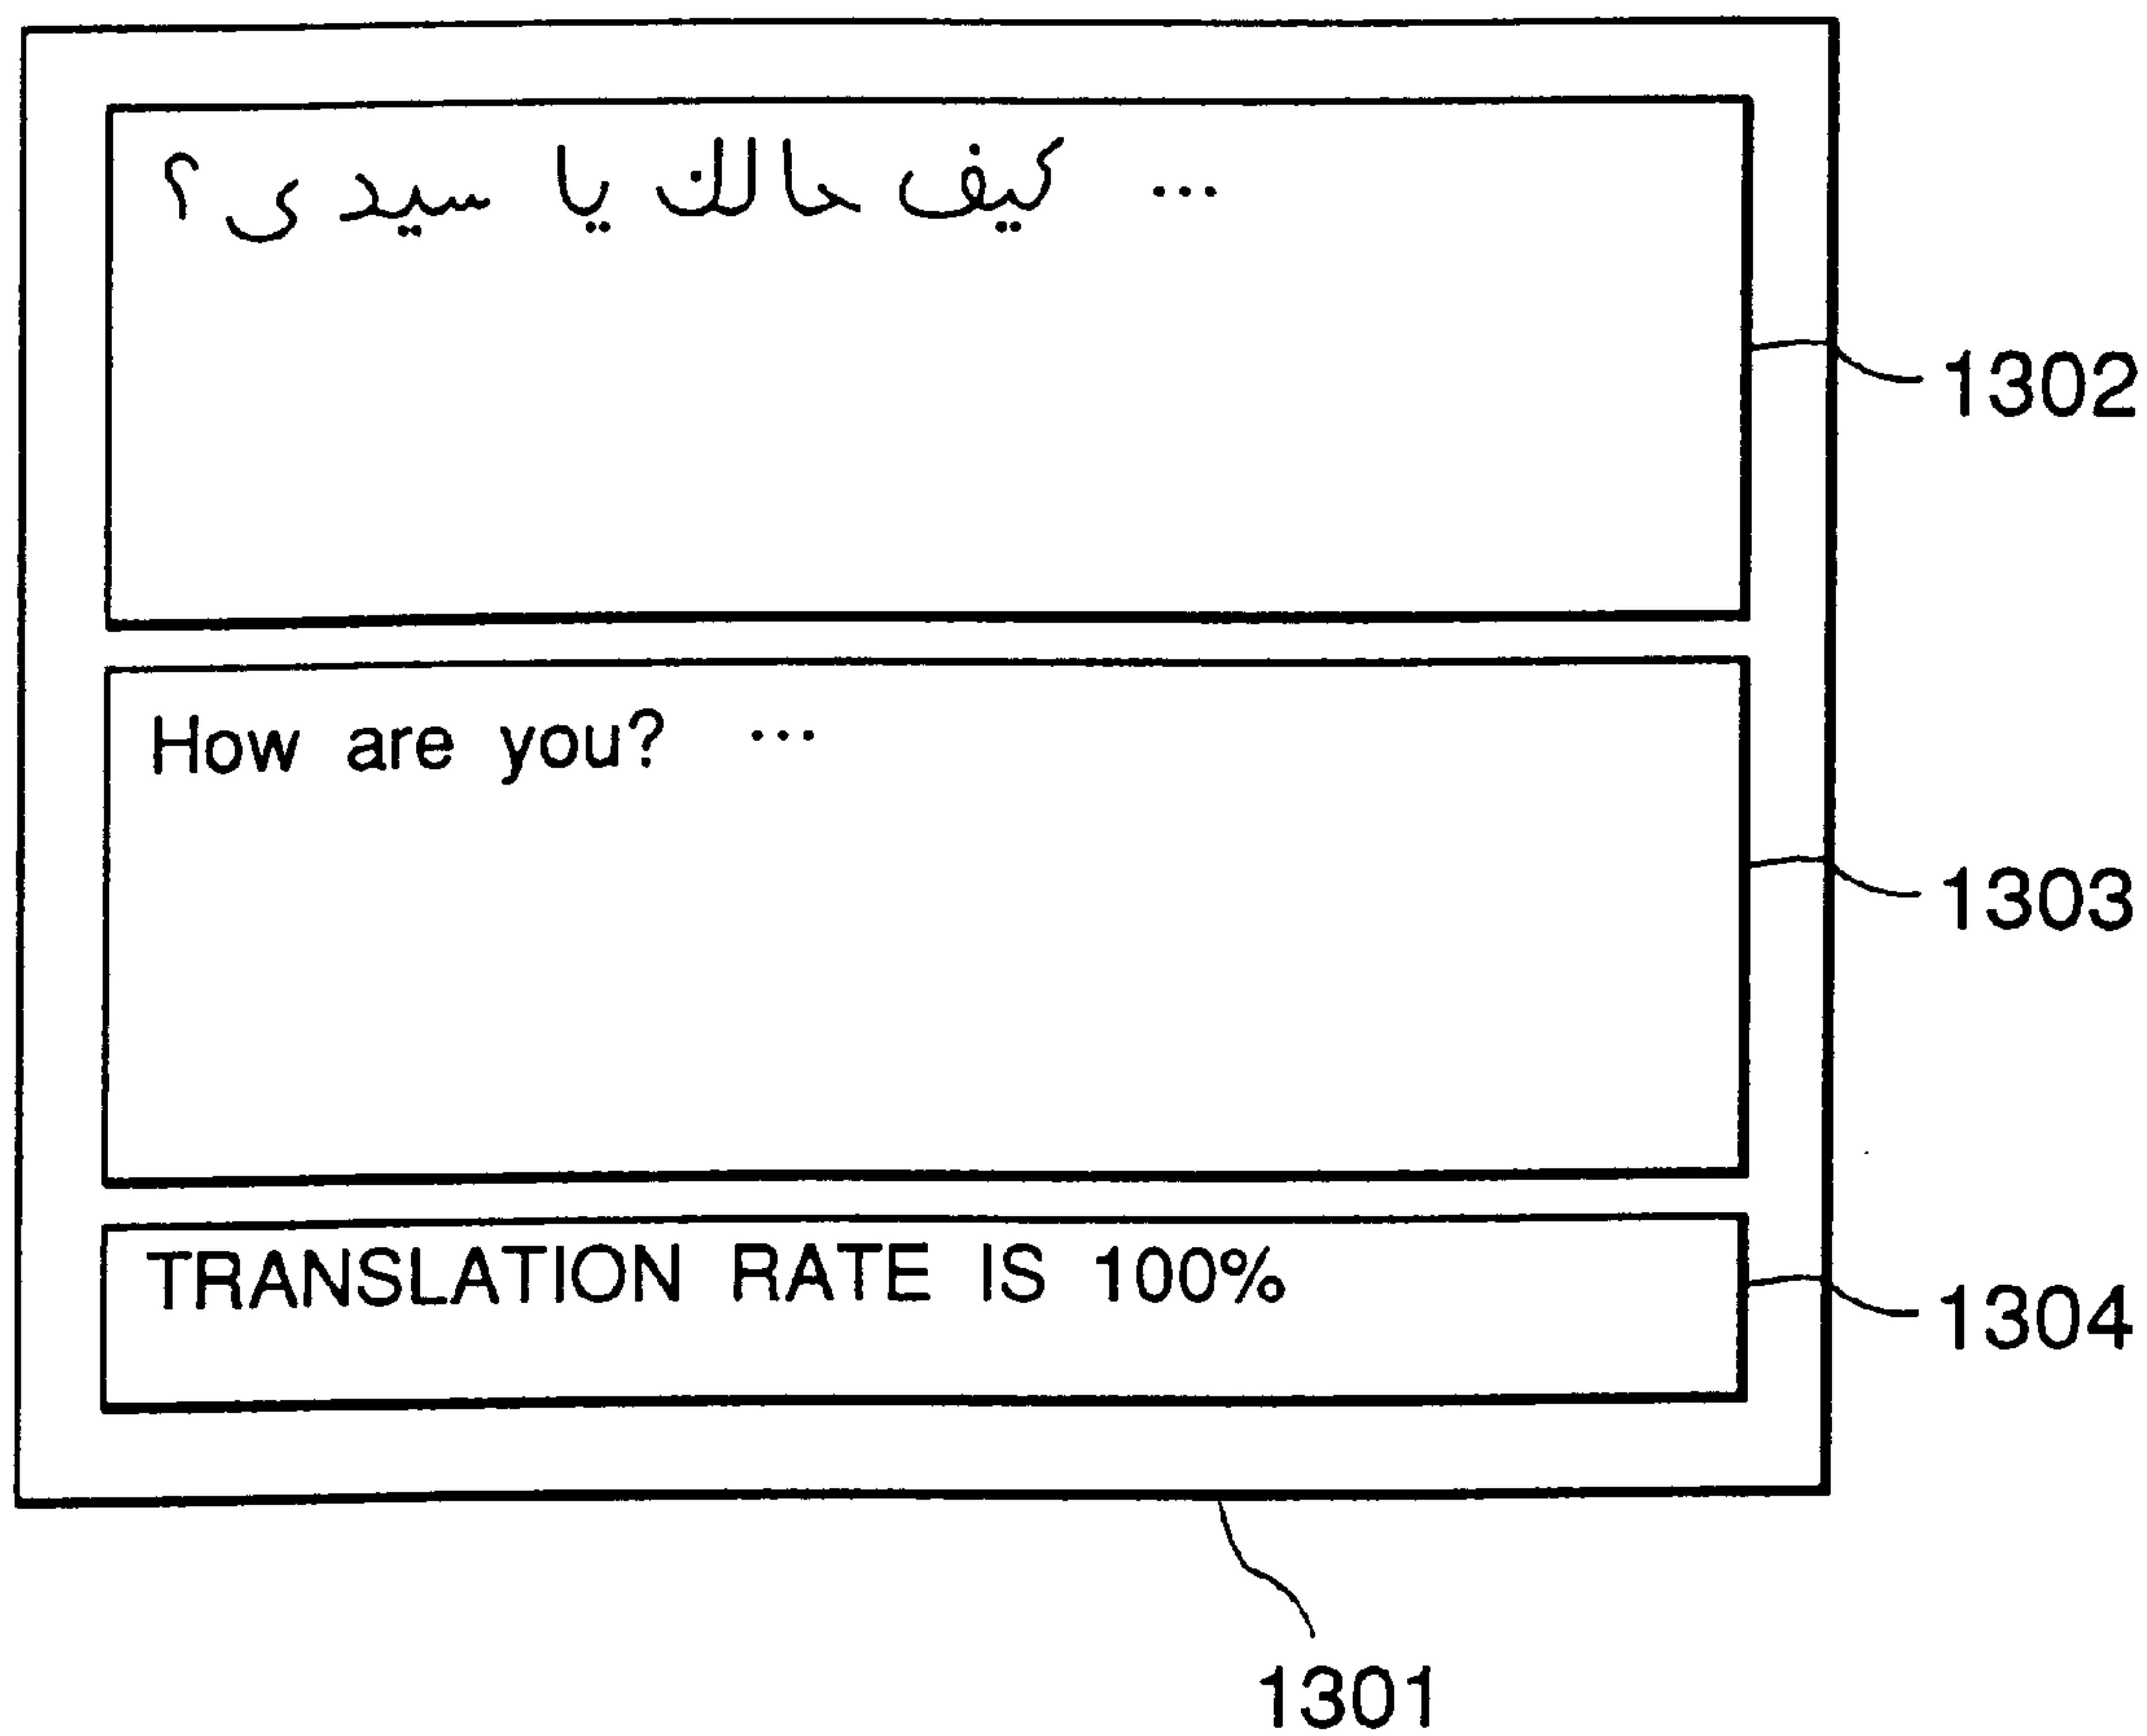 ... كيف حالك يا سيدى ؟
1302
How are you? ...
1303
TRANSLATION RATE IS 100%
1304
1301